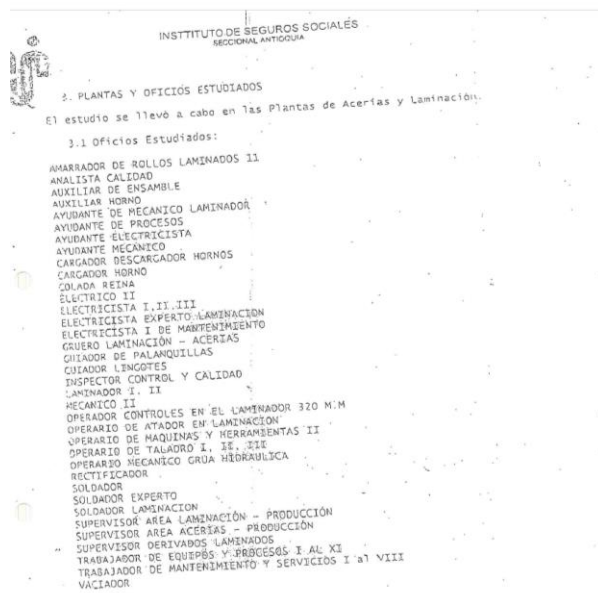 INSTTITUTO DE SEGUROS SOCIALES
SECCIONAL ANTIOQUIA
3. PLANTAS Y OFICIOS ESTUDIADOS
El estudio se llevó a cabo en las Plantas de Acerías y Laminación.
3.1 Oficios Estudiados:
AMARRADOR DE ROLLOS LAMINADOS 11
ANALISTA CALIDAD
AUXILIAR DE ENSAMBLE
AUXILIAR HORNO
AYUDANTE DE MECANICO LAMINADOR
AYUDANTE DE PROCESOS
AYUDANTE ELECTRICISTA
AYUDANTE MECÁNICO
CARGADOR DESCARGADOR HORNOS
CARGADOR HORNO
COLADA REINA
ELECTRICO II
ELECTRICISTA I,II,III
ELECTRICISTA EXPERTO LAMINACION
ELECTRICISTA I DE MANTENIMIENTO
GRUERO LAMINACIÓN - ACERIAS
GUIADOR DE PALANQUILLAS
GUIADOR LINGOTES
INSPECTOR CONTROL Y CALIDAD
LAMINADOR I, II
MECANICO II
OPERADOR CONTROLES EN EL LAMINADOR 320 M.M
OPERARIO DE ATADOR EN LAMINACIÓN
OPERARIO DE MAQUINAS Y HERRAMIENTAS II
OPERARIO DE TALADRO I, II, III
OPERARIO MECANICO GRÚA HIDRAULICA
RECTIFICADOR
SOLDADOR
SOLDADOR EXPERTO
SOLDADOR LAMINACION
SUPERVISOR AREA LAMINACIÓN - PRODUCCIÓN
SUPERVISOR AREA ACERIAS - PRODUCCIÓN
SUPERVISOR DERIVADOS LAMINADOS
TRABAJADOR DE EQUIPOS Y PROCESOS I AL XI
TRABAJADOR DE MANTENIMIENTO Y SERVICIOS I al VIII
VACIADOR